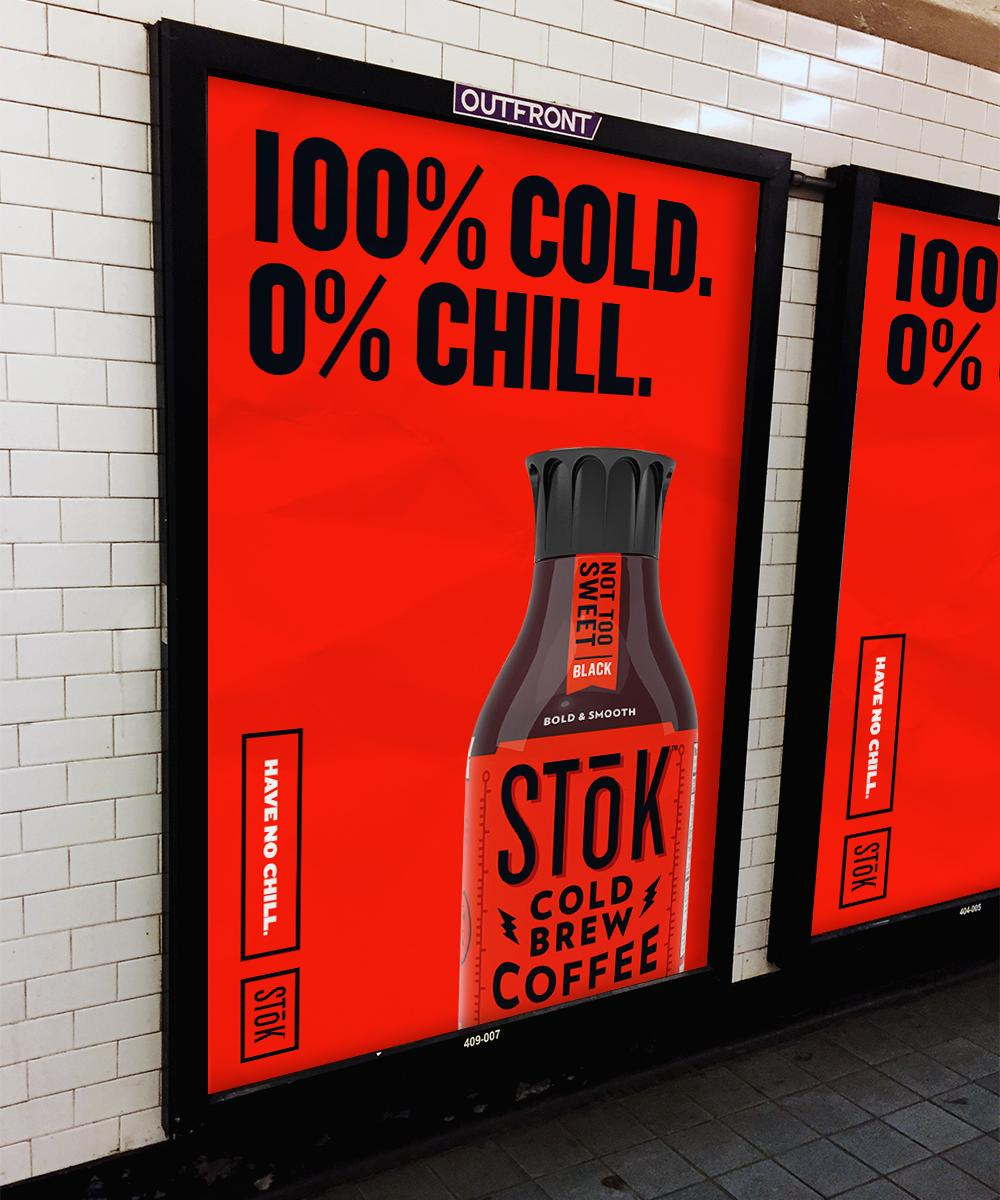 OUTFRONT
100% COLD.
0% CHILL.
NOT TOO
SWEET
BLACK
BOLD & SMOOTH
STōK™
COLD
BREW
COFFEE
HAVE NO CHILL.
STōK
409-007
100
0%
HAVE NO CHILL.
STōK
404-005